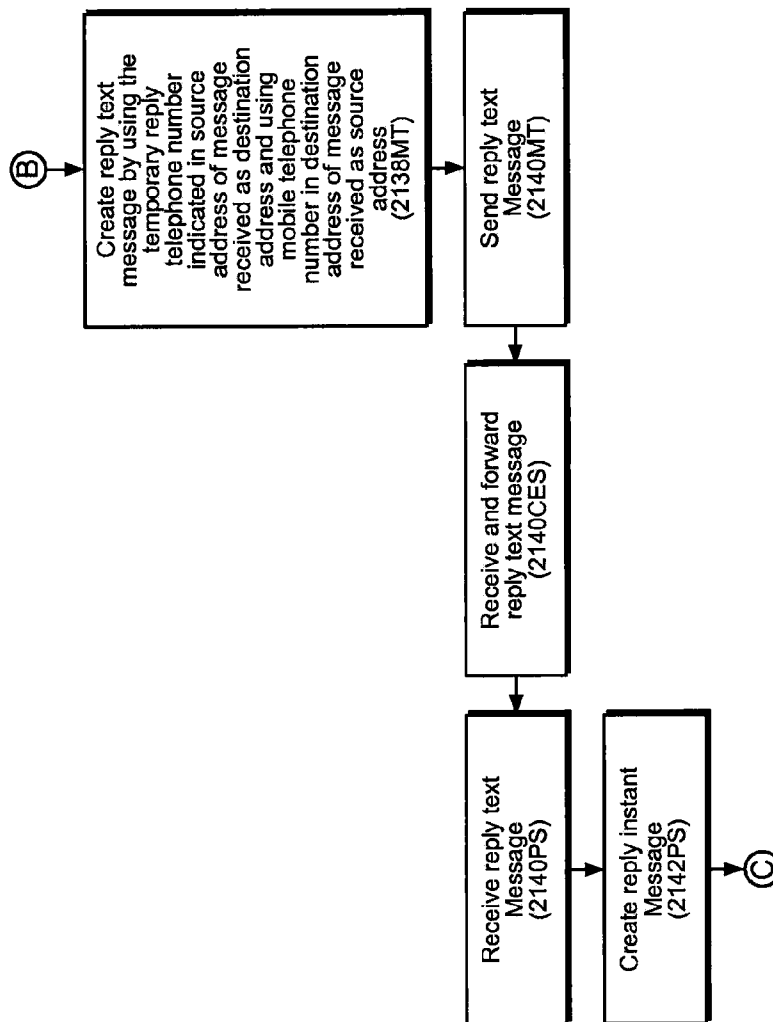 B
Create reply text
message by using the
temporary reply
telephone number
indicated in source
address of message
received as destination
address and using
mobile telephone
number in destination
address of message
received as source
address
(2138MT)
Send reply text
Message
(2140MT)
Receive and forward
reply text message
(2140CES)
Receive reply text
Message
(2140PS)
Create reply instant
Message
(2142PS)
C